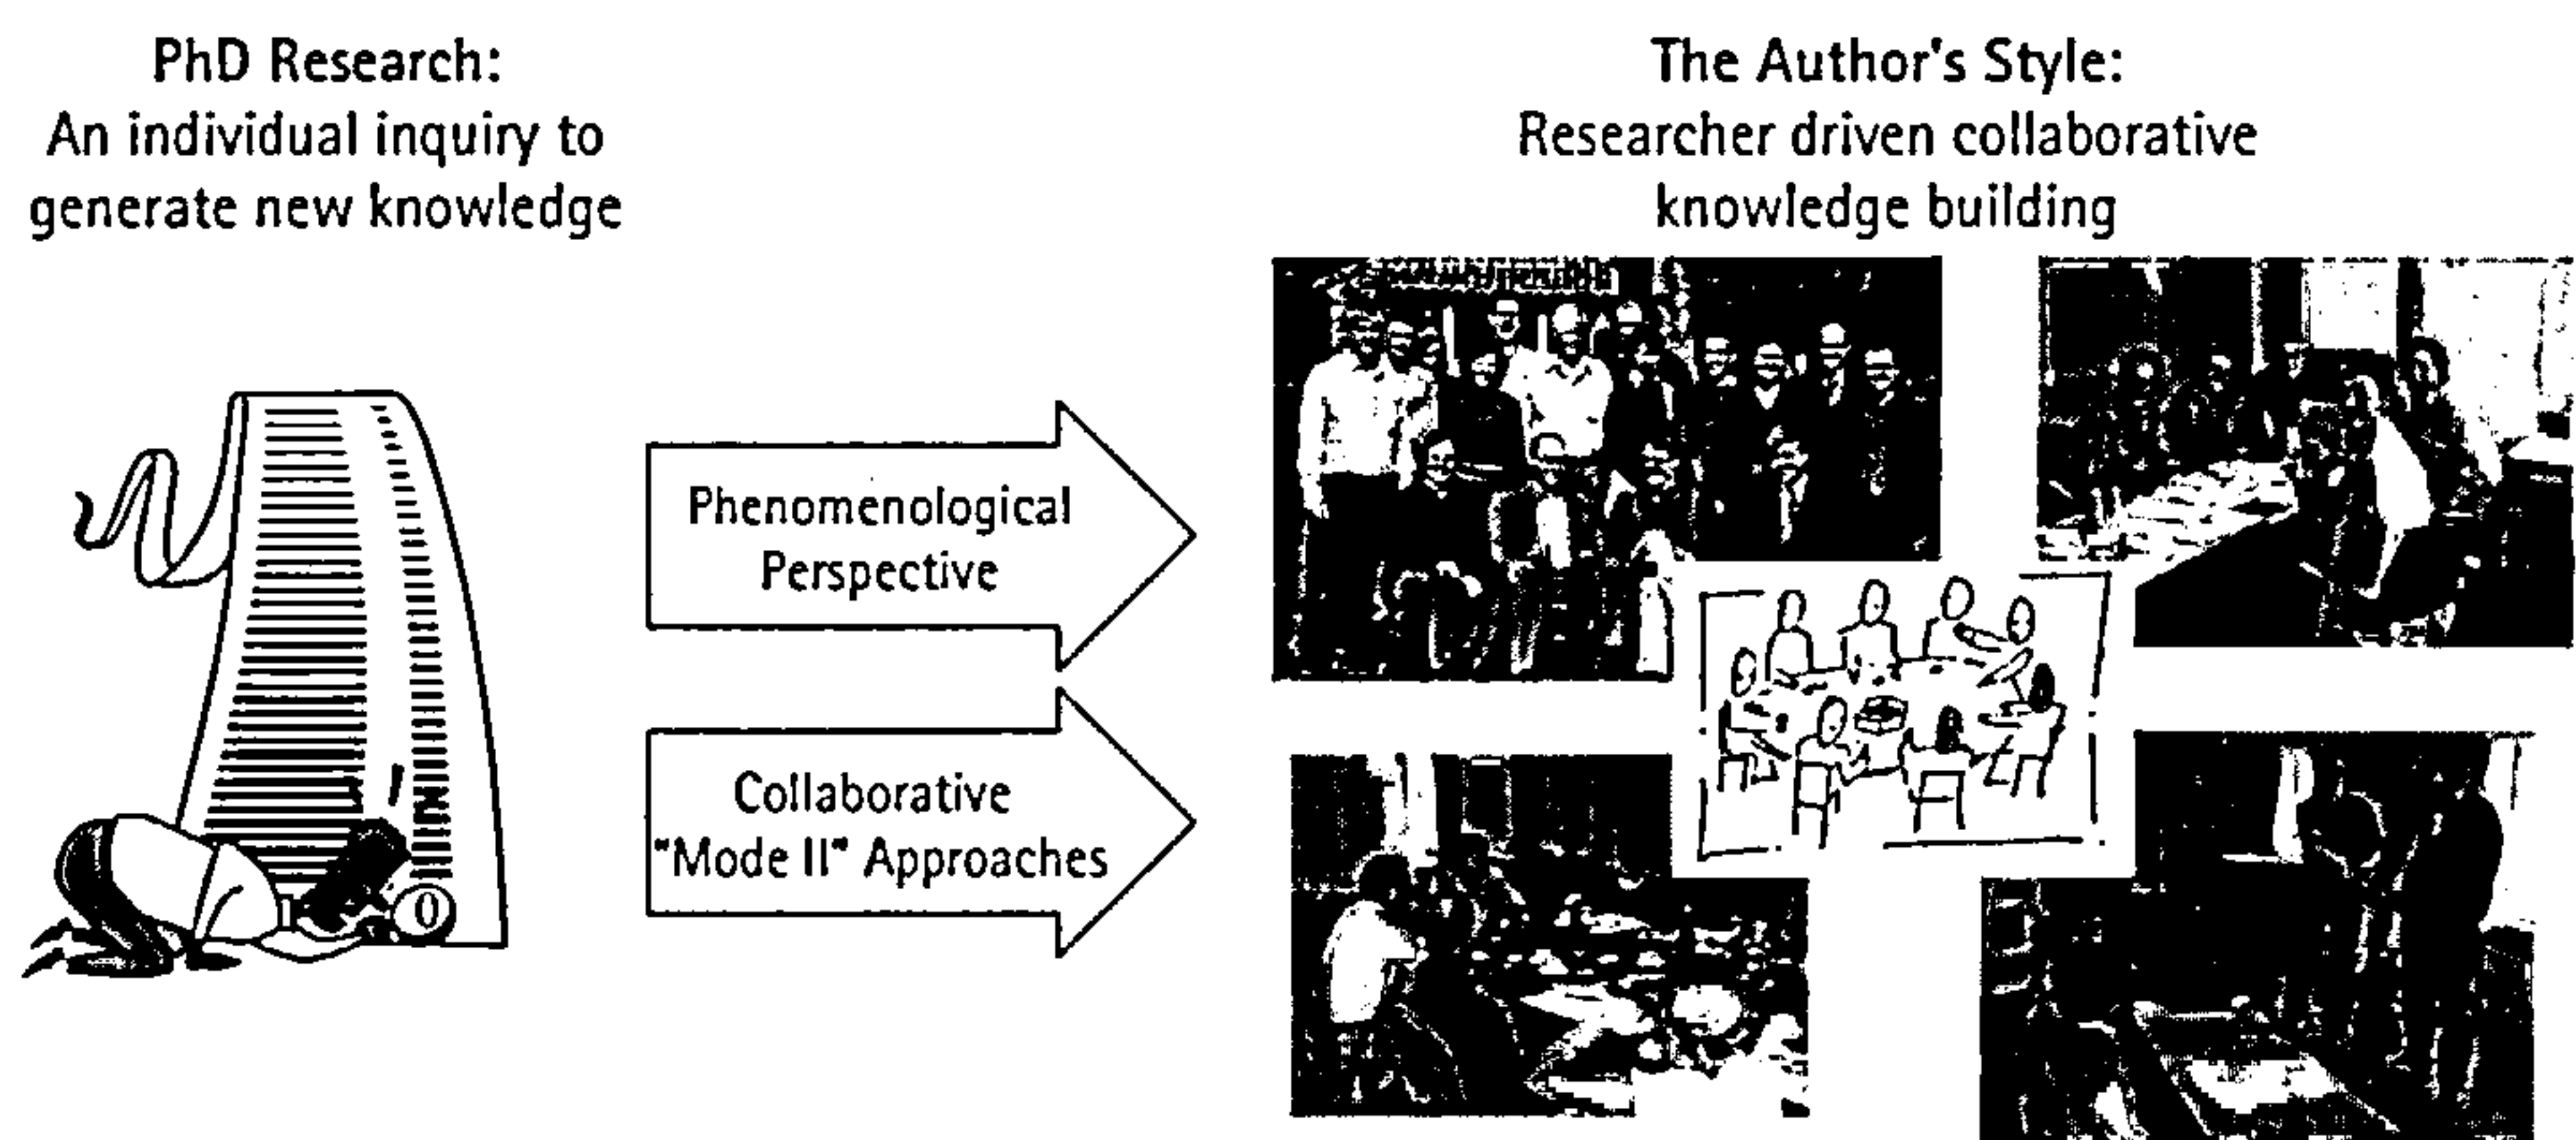 PhD Research:
An individual inquiry to
generate new knowledge
The Author's Style:
Researcher driven collaborative
knowledge building
Phenomenological
Perspective
Collaborative
"Mode II" Approaches